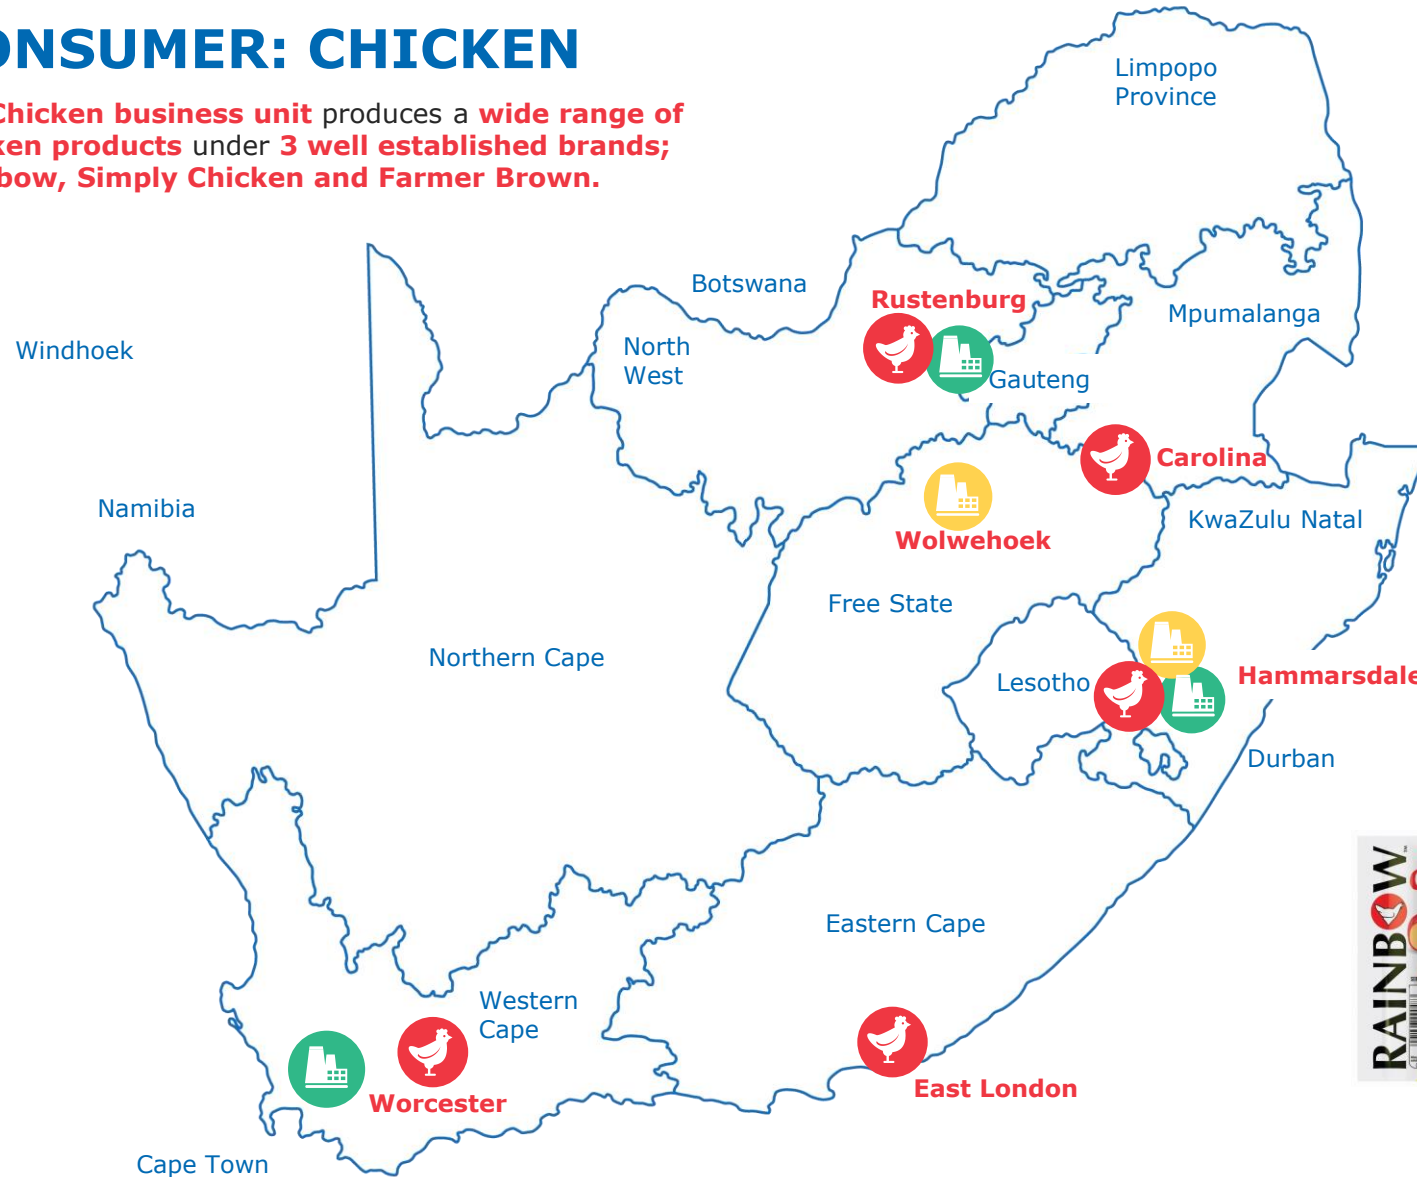 ONSUMER: CHICKEN
Chicken business unit produces a wide range of
ken products under 3 well established brands;
bow, Simply Chicken and Farmer Brown.
Limpopo
Province
Botswana
Rustenburg
Mpumalanga
Windhoek
North
West
Gauteng
Carolina
Namibia
KwaZulu Natal
Wolwehoek
Free State
Northern Cape
Lesotho
Hammarsdale
Durban
RAINBOW
Eastern Cape
Western
Cape
East London
Worcester
Cape Town